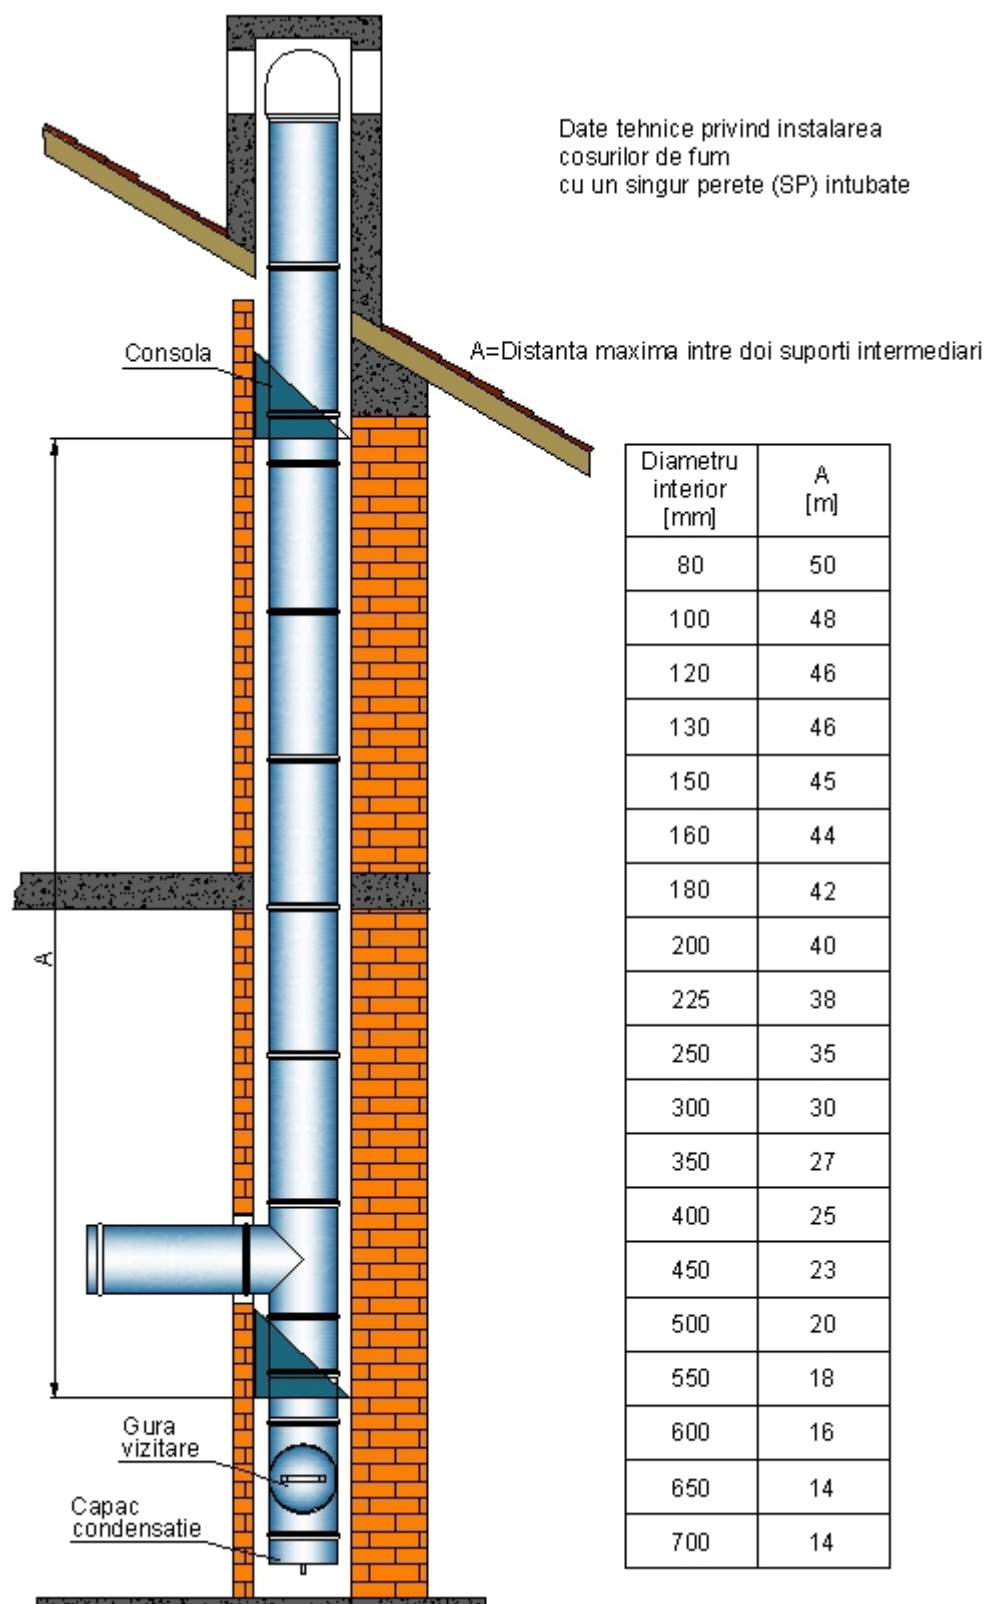 Date tehnice privind instalarea
cosurilor de fum
cu un singur perete (SP) intubate
Consola
A=Distanta maxima intre doi suporti intermediari
Diametru
interior
[mm]
A
[m]
80 50
100 48
120 46
130 46
150 45
160 44
180 42
200 40
225 38
250 35
300 30
350 27
400 25
450 23
500 20
550 18
600 16
650 14
700 14
A
Gura
vizitare
Capac
condensatie